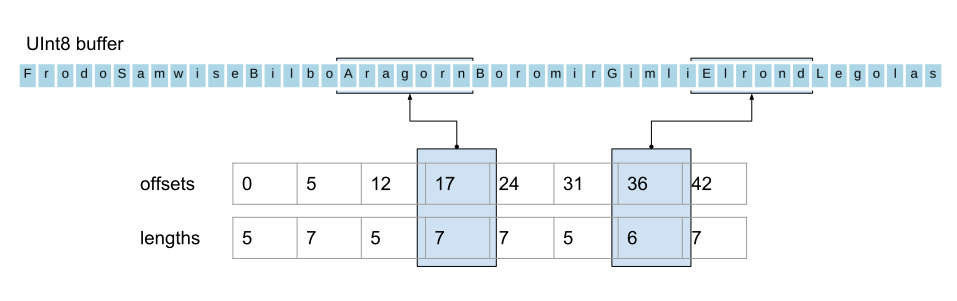 UInt8 buffer
F r o d o S a m w i s e B i l b o A r a g o r n B o r o m i r G i m l i E l r o n d L e g o l a s
offsets 0 5 12 17 24 31 36 42
lengths 5 7 5 7 7 5 6 7